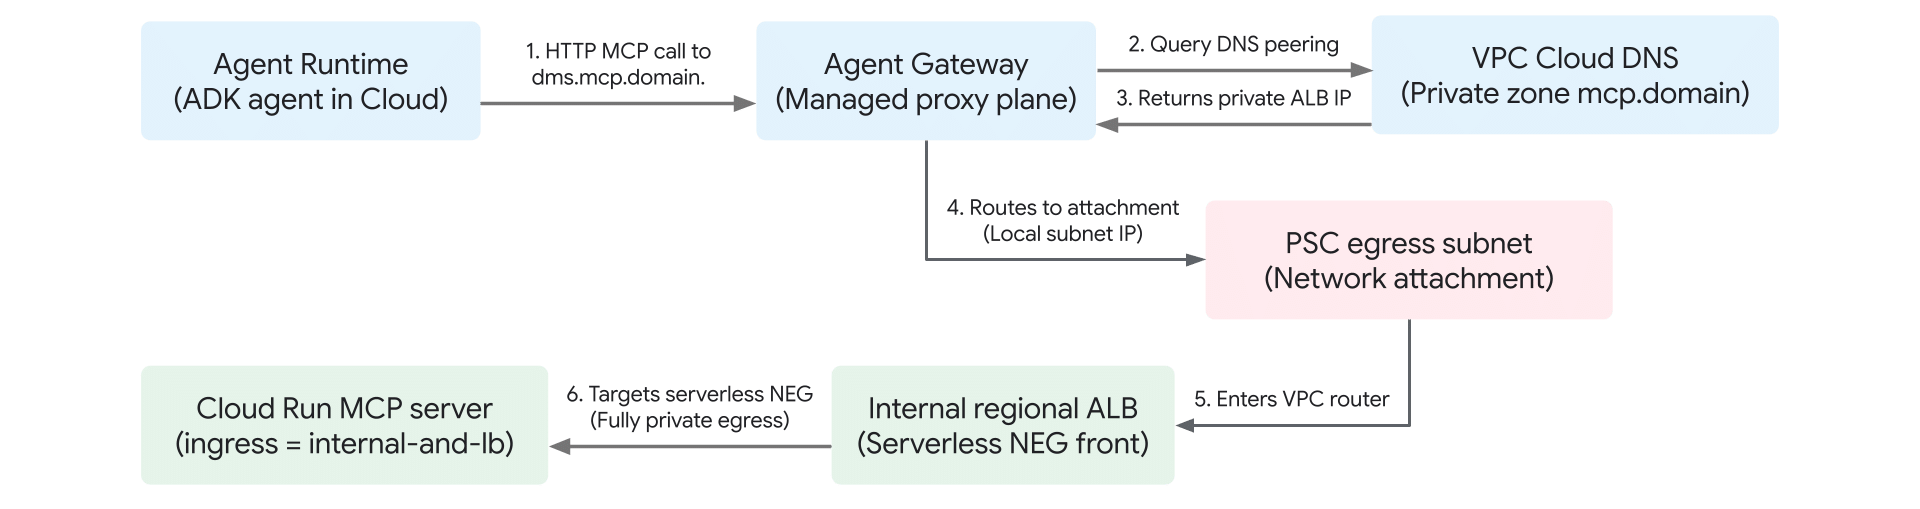 Agent Runtime
(ADK agent in Cloud)
1. HTTP MCP call to
dms.mcp.domain.
Agent Gateway
(Managed proxy plane)
2. Query DNS peering
3. Returns private ALB IP
VPC Cloud DNS
(Private zone mcp.domain)
4. Routes to attachment
(Local subnet IP)
PSC egress subnet
(Network attachment)
5. Enters VPC router
Internal regional ALB
(Serverless NEG front)
6. Targets serverless NEG
(Fully private egress)
Cloud Run MCP server
(ingress = internal-and-lb)